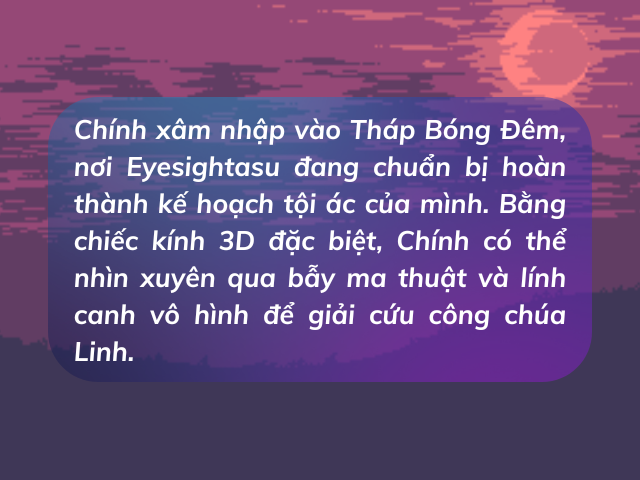 Chính xâm nhập vào Tháp Bóng Đêm,
nơi Eyesightasu đang chuẩn bị hoàn
thành kế hoạch tội ác của mình. Bằng
chiếc kính 3D đặc biệt, Chính có thể
nhìn xuyên qua bẫy ma thuật và lính
canh vô hình để giải cứu công chúa
Linh.